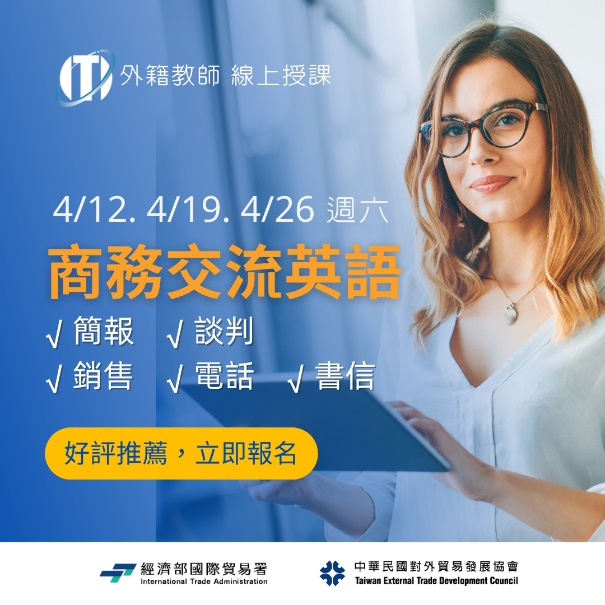 ITI 外籍教師 線上授課
4/12. 4/19. 4/26 週六
商務交流英語
√ 簡報 √ 談判
√ 銷售 √ 電話 √ 書信
好評推薦，立即報名
經濟部國際貿易署
International Trade Administration
中華民國對外貿易發展協會
Taiwan External Trade Development Council